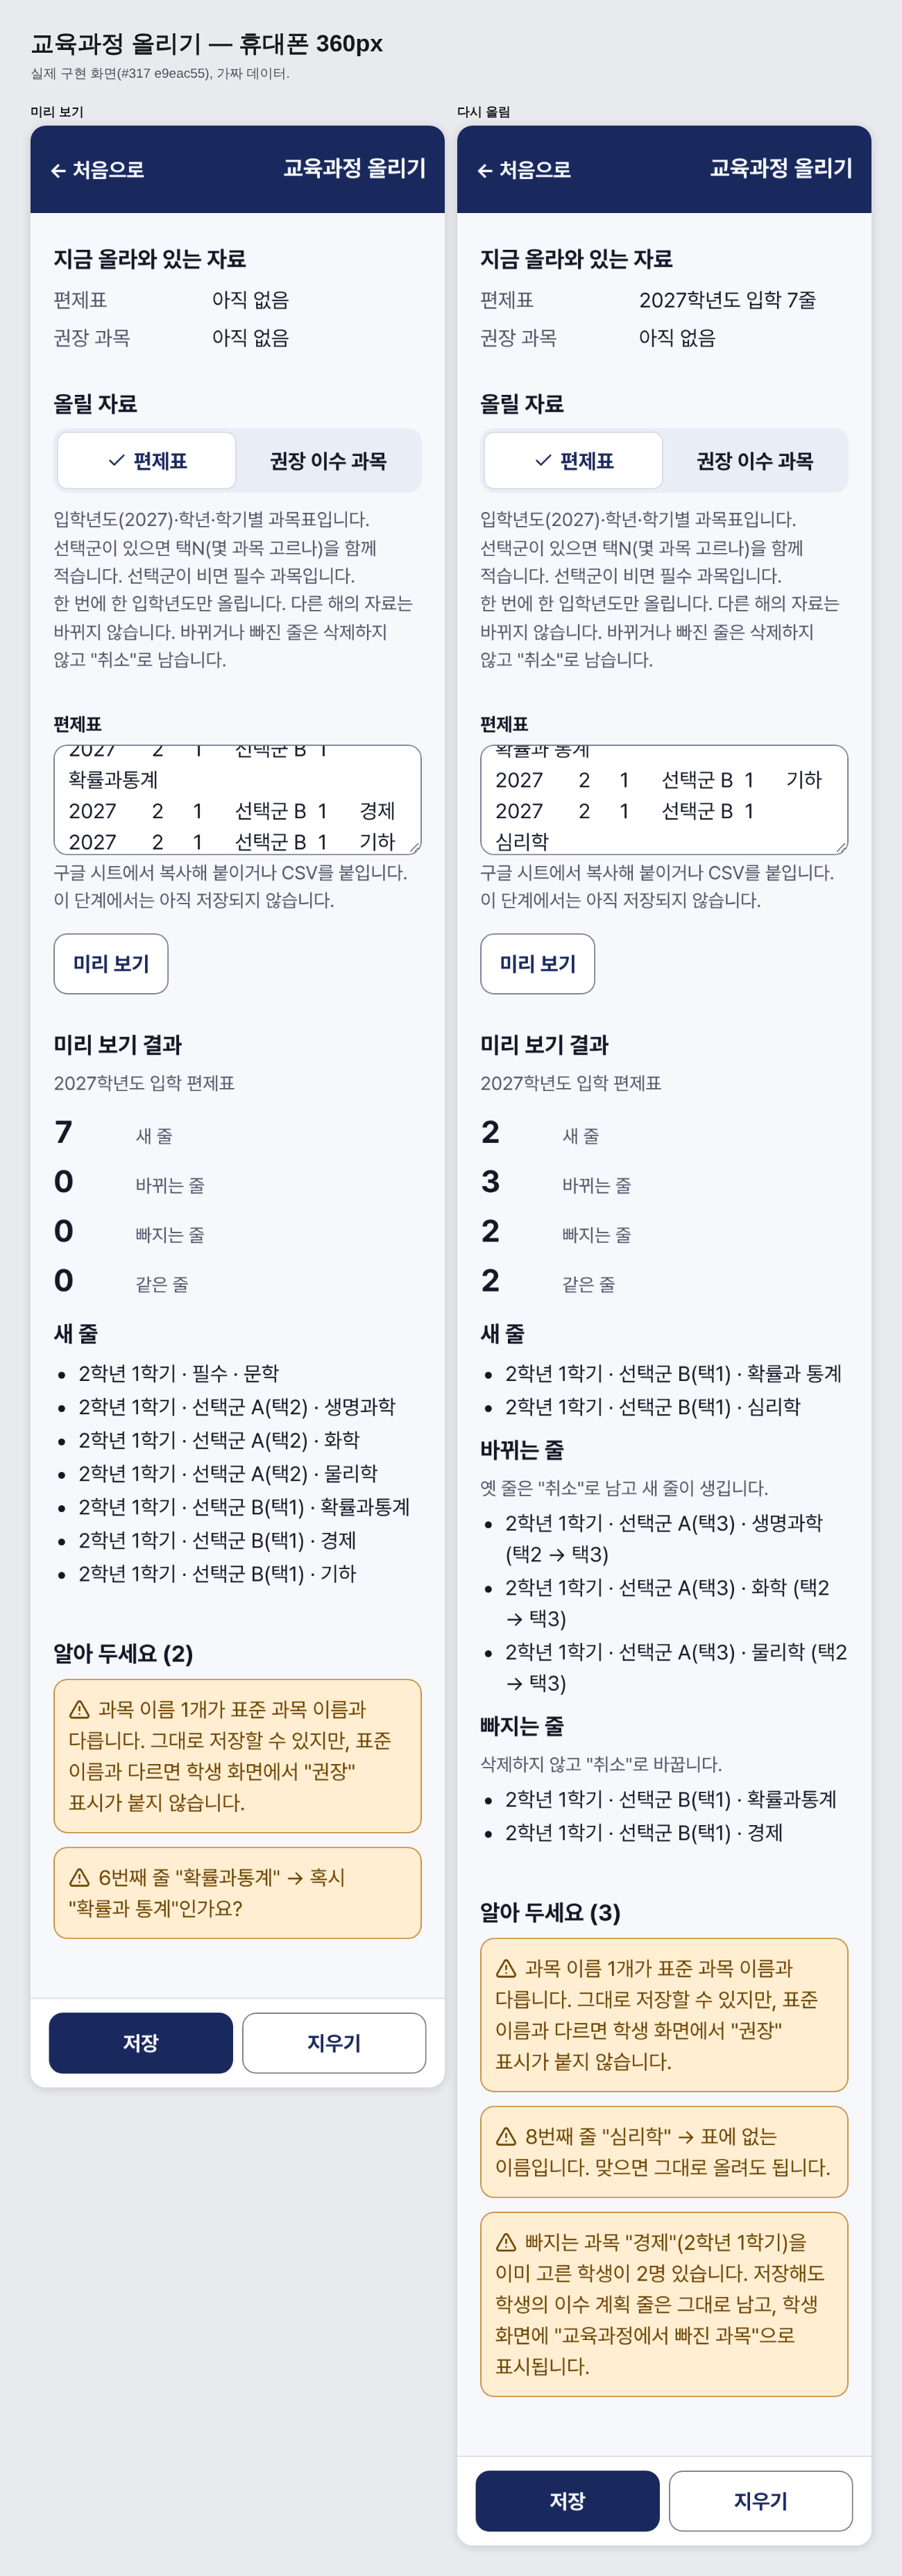 교육과정 올리기 — 휴대폰 360px
실제 구현 화면(#317 e9eac55), 가짜 데이터.
미리 보기
← 처음으로
교육과정 올리기
지금 올라와 있는 자료
편제표 아직 없음
권장 과목 아직 없음
올릴 자료
✓ 편제표
권장 이수 과목
입학년도(2027)·학년·학기별 과목표입니다.
선택군이 있으면 택N(몇 과목 고르나)을 함께
적습니다. 선택군이 비면 필수 과목입니다.
한 번에 한 입학년도만 올립니다. 다른 해의 자료는
바뀌지 않습니다. 바뀌거나 빠진 줄은 삭제하지
않고 "취소"로 남습니다.
편제표
2027 2 1 선택군 B 1
확률과통계
2027 2 1 선택군 B 1 경제
2027 2 1 선택군 B 1 기하
구글 시트에서 복사해 붙이거나 CSV를 붙입니다.
이 단계에서는 아직 저장되지 않습니다.
미리 보기
미리 보기 결과
2027학년도 입학 편제표
7 새 줄
0 바뀌는 줄
0 빠지는 줄
0 같은 줄
새 줄
• 2학년 1학기 · 필수 · 문학
• 2학년 1학기 · 선택군 A(택2) · 생명과학
• 2학년 1학기 · 선택군 A(택2) · 화학
• 2학년 1학기 · 선택군 A(택2) · 물리학
• 2학년 1학기 · 선택군 B(택1) · 확률과통계
• 2학년 1학기 · 선택군 B(택1) · 경제
• 2학년 1학기 · 선택군 B(택1) · 기하
알아 두세요 (2)
과목 이름 1개가 표준 과목 이름과
다릅니다. 그대로 저장할 수 있지만, 표준
이름과 다르면 학생 화면에서 "권장"
표시가 붙지 않습니다.
6번째 줄 "확률과통계" → 혹시
"확률과 통계"인가요?
저장
지우기
다시 올림
← 처음으로
교육과정 올리기
지금 올라와 있는 자료
편제표 2027학년도 입학 7줄
권장 과목 아직 없음
올릴 자료
✓ 편제표
권장 이수 과목
입학년도(2027)·학년·학기별 과목표입니다.
선택군이 있으면 택N(몇 과목 고르나)을 함께
적습니다. 선택군이 비면 필수 과목입니다.
한 번에 한 입학년도만 올립니다. 다른 해의 자료는
바뀌지 않습니다. 바뀌거나 빠진 줄은 삭제하지
않고 "취소"로 남습니다.
편제표
확률과 통계
2027 2 1 선택군 B 1 기하
2027 2 1 선택군 B 1
심리학
구글 시트에서 복사해 붙이거나 CSV를 붙입니다.
이 단계에서는 아직 저장되지 않습니다.
미리 보기
미리 보기 결과
2027학년도 입학 편제표
2 새 줄
3 바뀌는 줄
2 빠지는 줄
2 같은 줄
새 줄
• 2학년 1학기 · 선택군 B(택1) · 확률과 통계
• 2학년 1학기 · 선택군 B(택1) · 심리학
바뀌는 줄
옛 줄은 "취소"로 남고 새 줄이 생깁니다.
• 2학년 1학기 · 선택군 A(택3) · 생명과학
(택2 → 택3)
• 2학년 1학기 · 선택군 A(택3) · 화학 (택2
→ 택3)
• 2학년 1학기 · 선택군 A(택3) · 물리학 (택2
→ 택3)
빠지는 줄
삭제하지 않고 "취소"로 바꿉니다.
• 2학년 1학기 · 선택군 B(택1) · 확률과통계
• 2학년 1학기 · 선택군 B(택1) · 경제
알아 두세요 (3)
과목 이름 1개가 표준 과목 이름과
다릅니다. 그대로 저장할 수 있지만, 표준
이름과 다르면 학생 화면에서 "권장"
표시가 붙지 않습니다.
8번째 줄 "심리학" → 표에 없는
이름입니다. 맞으면 그대로 올려도 됩니다.
빠지는 과목 "경제"(2학년 1학기)을
이미 고른 학생이 2명 있습니다. 저장해도
학생의 이수 계획 줄은 그대로 남고, 학생
화면에 "교육과정에서 빠진 과목"으로
표시됩니다.
저장
지우기